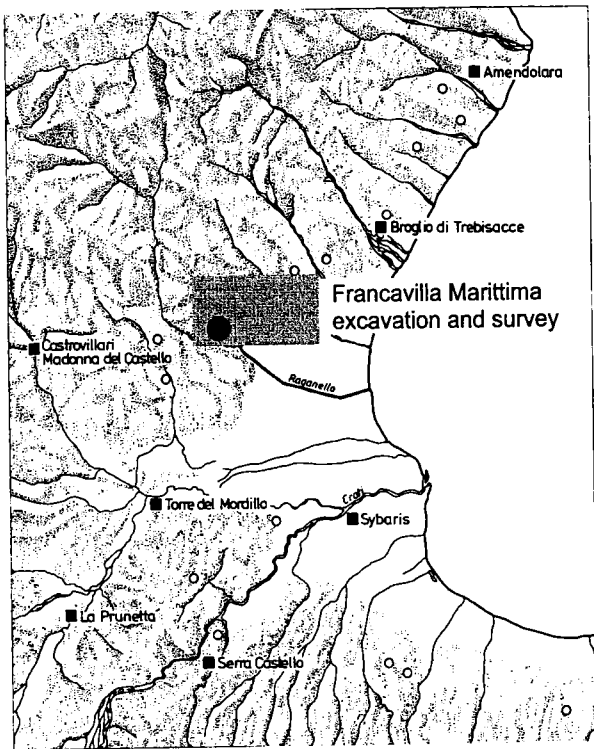 Amendolara
Broglio di Trebisacce
Francavilla Marittima
excavation and survey
Castrovillari
Madonna del Castello
Raganello
Torre del Mordillo
Crati
Sybaris
La Prunetta
Serra Castello